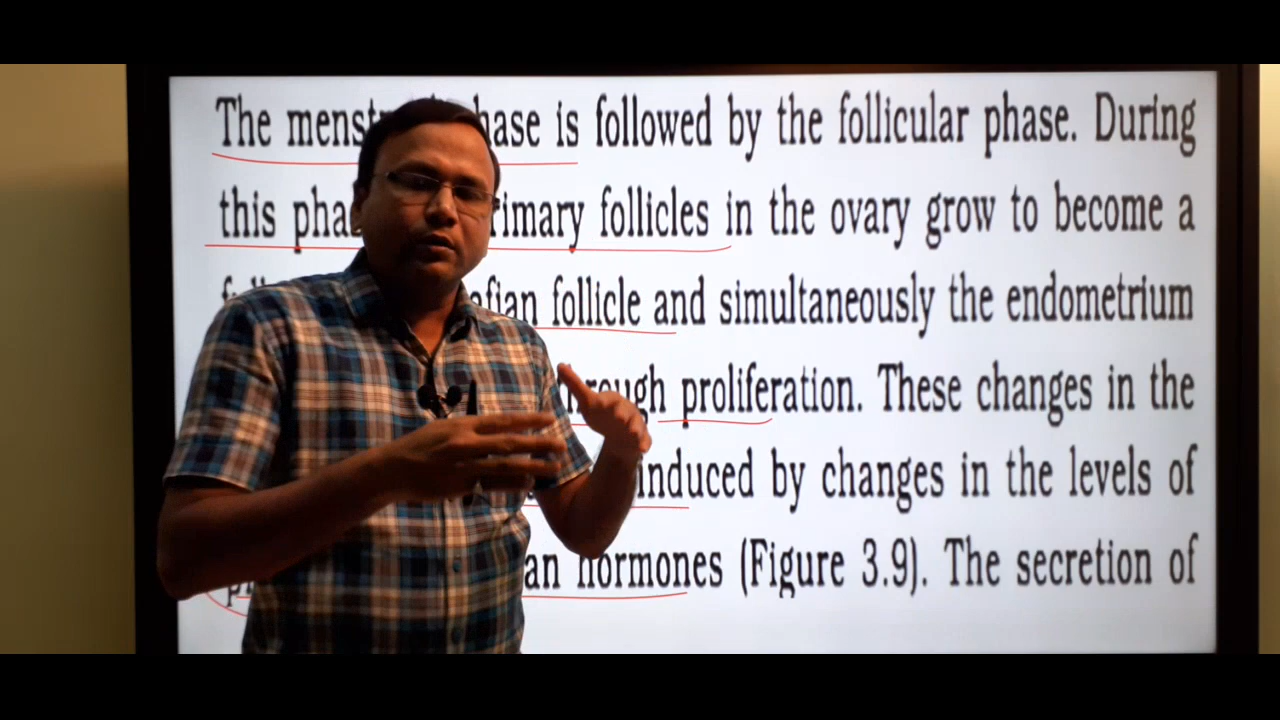 The menst hase is followed by the follicular phase. During
this pha rimary follicles in the ovary grow to become a
fian follicle and simultaneously the endometrium
hrough proliferation. These changes in the
induced by changes in the levels of
an hormones (Figure 3.9). The secretion of